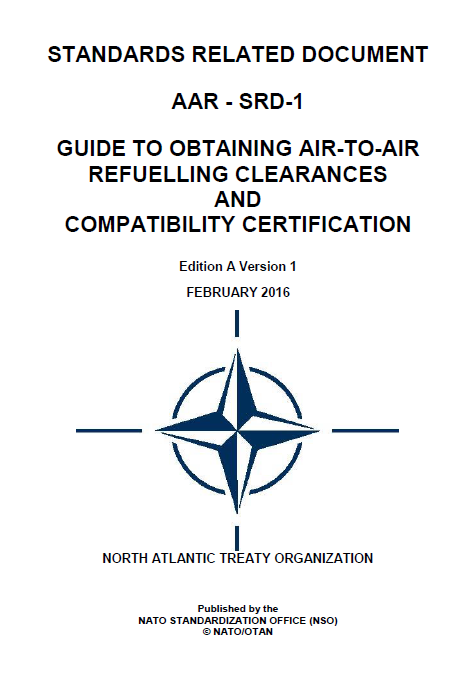 STANDARDS RELATED DOCUMENT
AAR - SRD-1
GUIDE TO OBTAINING AIR-TO-AIR
REFUELLING CLEARANCES
AND
COMPATIBILITY CERTIFICATION
Edition A Version 1
FEBRUARY 2016
NORTH ATLANTIC TREATY ORGANIZATION
Published by the
NATO STANDARDIZATION OFFICE (NSO)
© NATO/OTAN